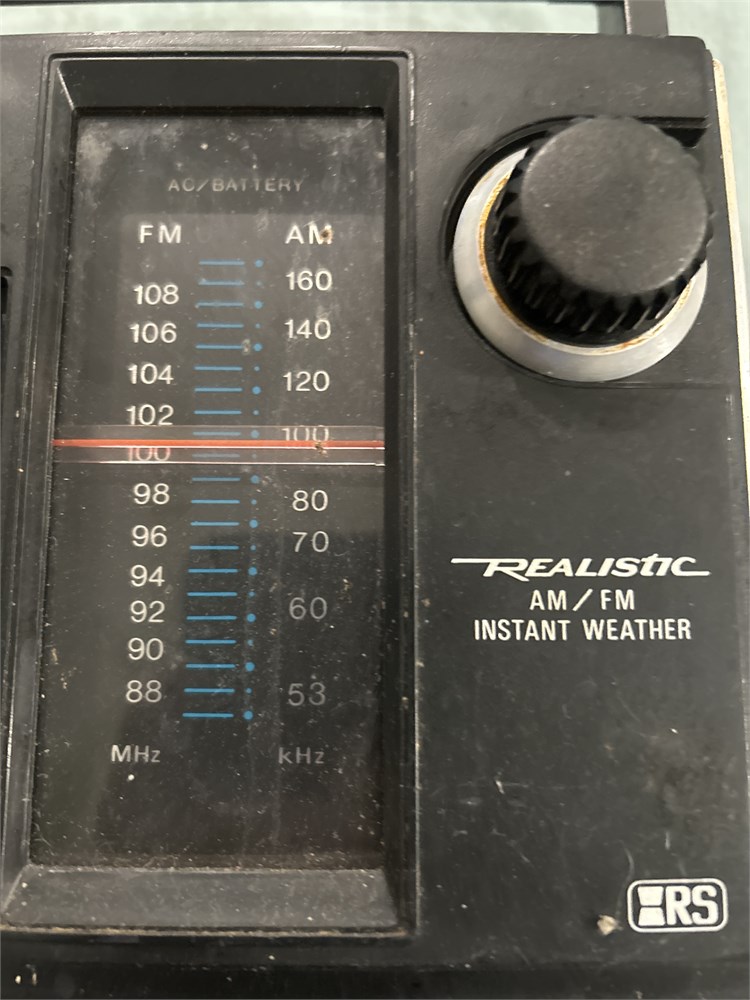 AC/BATTERY
FM AM
108 160
106 140
104 120
102
100 100
98 80
96 70
94
92 60
90
88 53
MHz kHz
REALISTIC
AM/FM
INSTANT WEATHER
RS